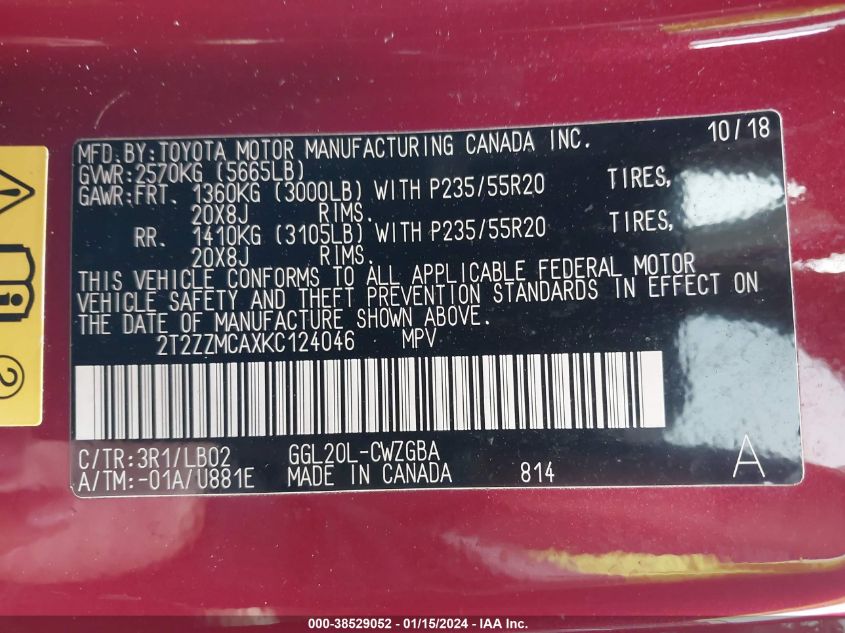 MFD.BY:TOYOTA MOTOR MANUFACTURING CANADA INC. 10/18
GVWR:2570KG (5665LB)
GAWR:FRT. 1360KG (3000LB) WITH P235/55R20 TIRES,
20X8J RIMS.
RR. 1410KG (3105LB) WITH P235/55R20 TIRES,
20X8J RIMS.
THIS VEHICLE CONFORMS TO ALL APPLICABLE FEDERAL MOTOR
VEHICLE SAFETY AND THEFT PREVENTION STANDARDS IN EFFECT ON
THE DATE OF MANUFACTURE SHOWN ABOVE.
2T2ZZMCAXKC124046 MPV
2
C/TR:3R1/LB02 GGL20L-CWZGBA
A/TM:-01A/U881E MADE IN CANADA 814 A
000-38529052 - 01/15/2024 - IAA Inc.